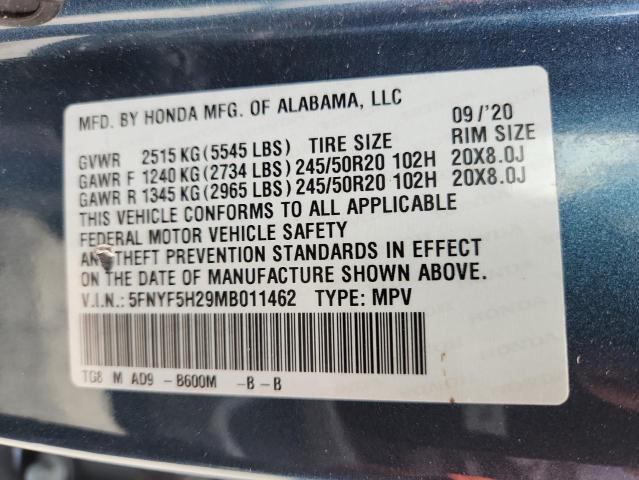 MFD. BY HONDA MFG. OF ALABAMA, LLC 09/'20
GVWR 2515 KG (5545 LBS) TIRE SIZE RIM SIZE
GAWR F 1240 KG (2734 LBS) 245/50R20 102H 20X8.0J
GAWR R 1345 KG (2965 LBS) 245/50R20 102H 20X8.0J
THIS VEHICLE CONFORMS TO ALL APPLICABLE
FEDERAL MOTOR VEHICLE SAFETY
AND THEFT PREVENTION STANDARDS IN EFFECT
ON THE DATE OF MANUFACTURE SHOWN ABOVE.
V.I.N.: 5FNYF5H29MB011462 TYPE: MPV
TG8 M AD9 - B600M -B-B